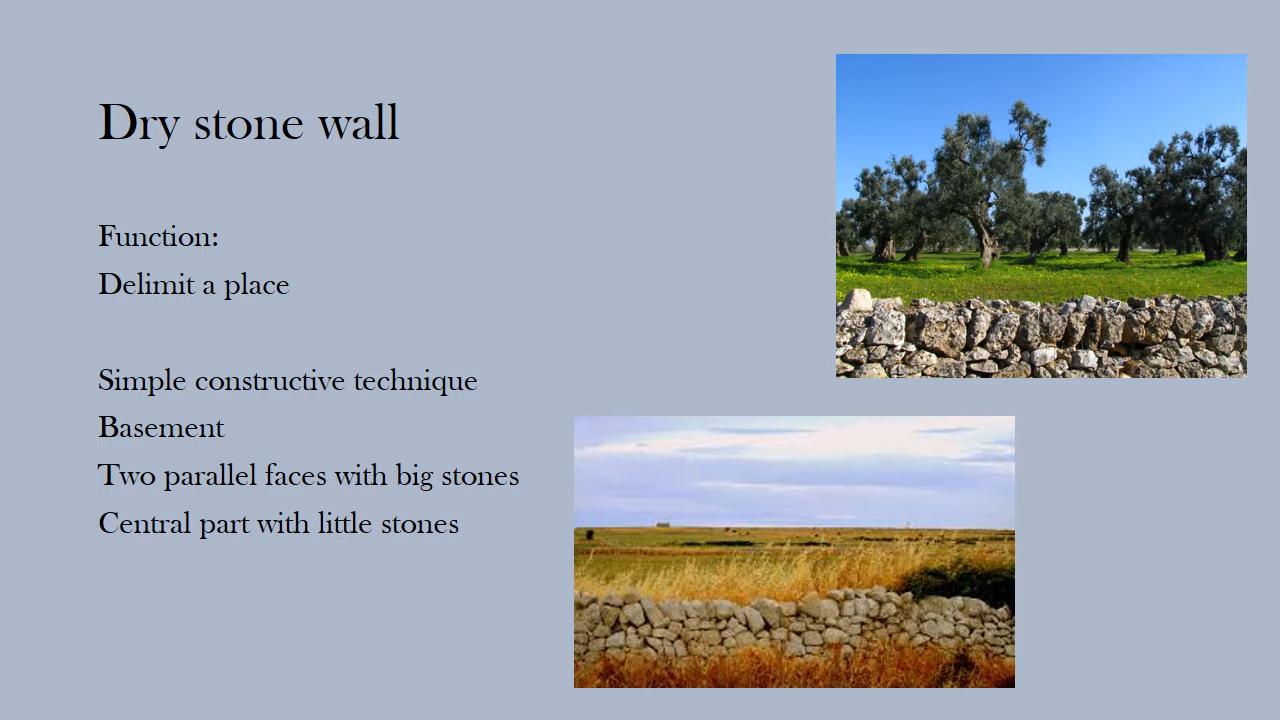 Dry stone wall
Function:
Delimit a place
Simple constructive technique
Basement
Two parallel faces with big stones
Central part with little stones